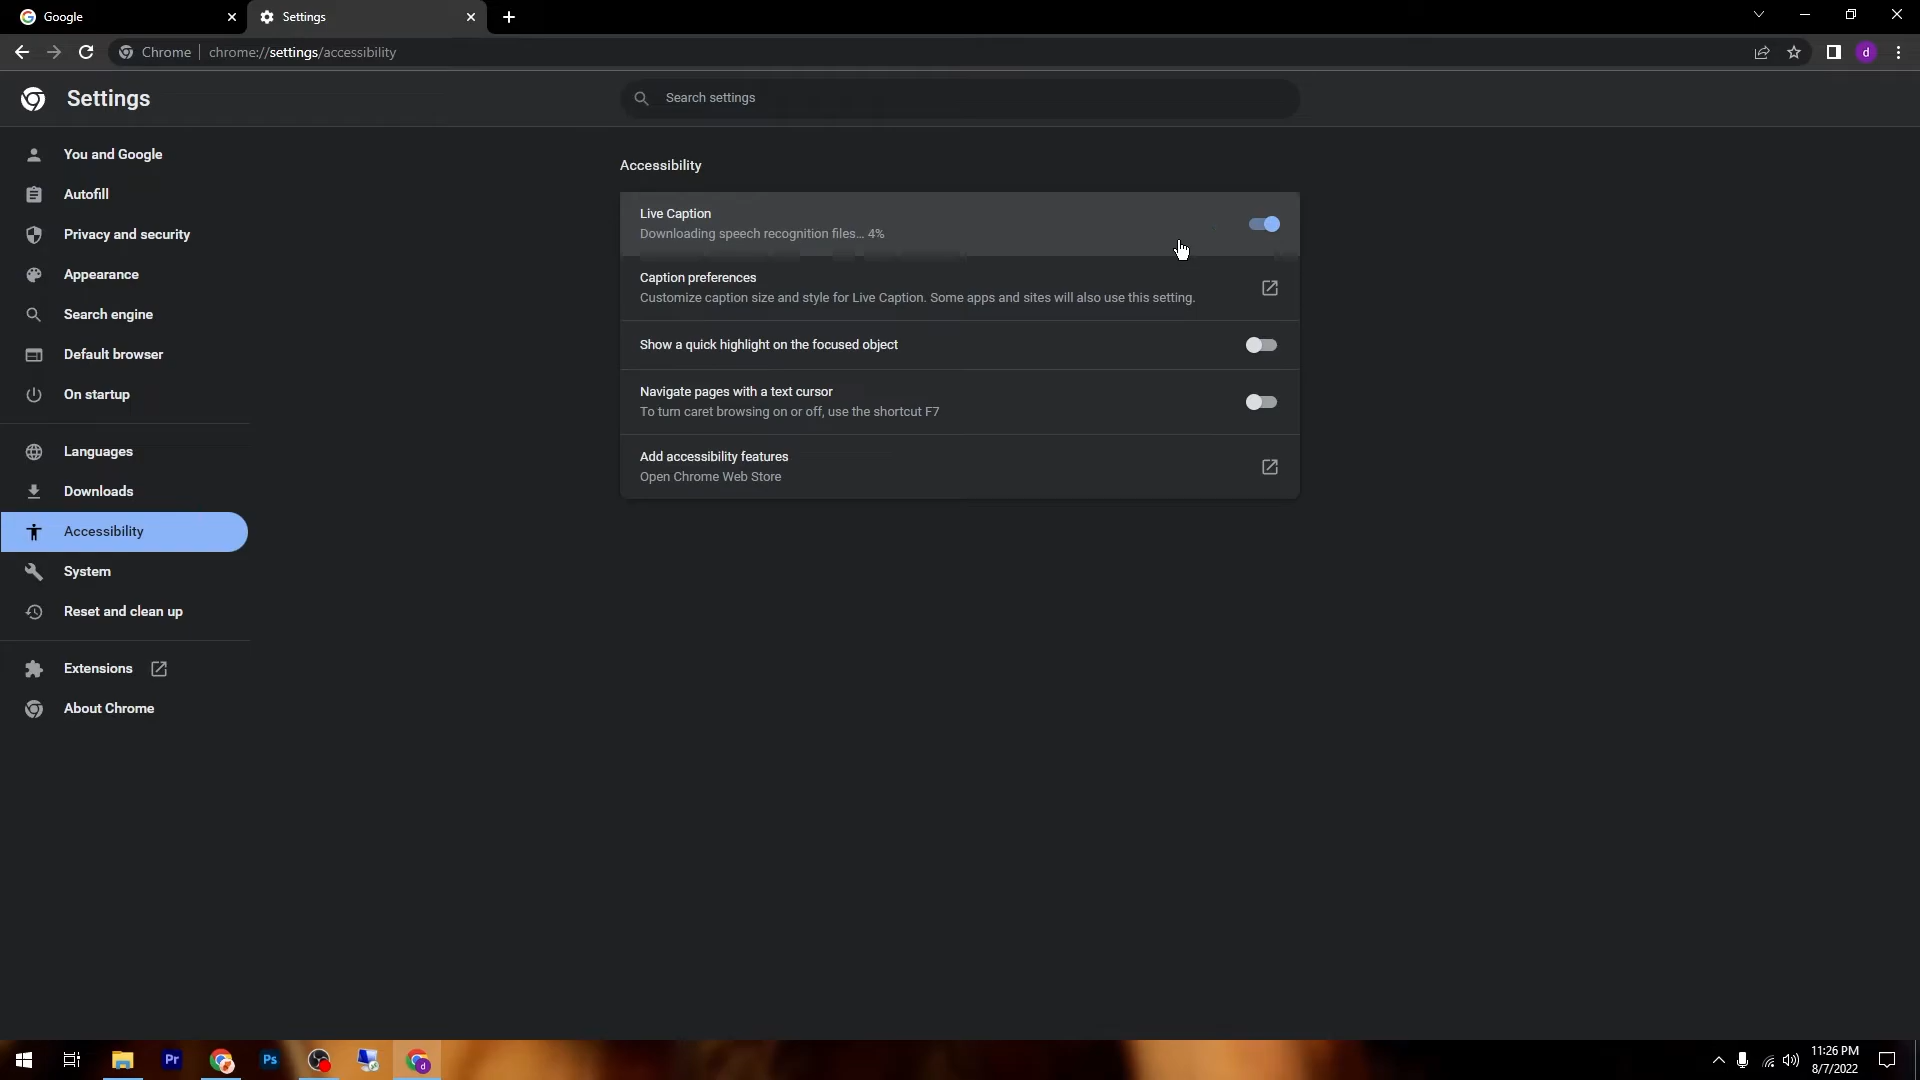 Google
Settings
Chrome
chrome://settings/accessibility
d
Settings
Search settings
You and Google
Autofill
Privacy and security
Appearance
Search engine
Default browser
On startup
Languages
Downloads
Accessibility
System
Reset and clean up
Extensions
About Chrome
Accessibility
Live Caption
Downloading speech recognition files… 4%
Caption preferences
Customize caption size and style for Live Caption. Some apps and sites will also use this setting.
Show a quick highlight on the focused object
Navigate pages with a text cursor
To turn caret browsing on or off, use the shortcut F7
Add accessibility features
Open Chrome Web Store
Pr
Ps
d
11:26 PM
8/7/2022